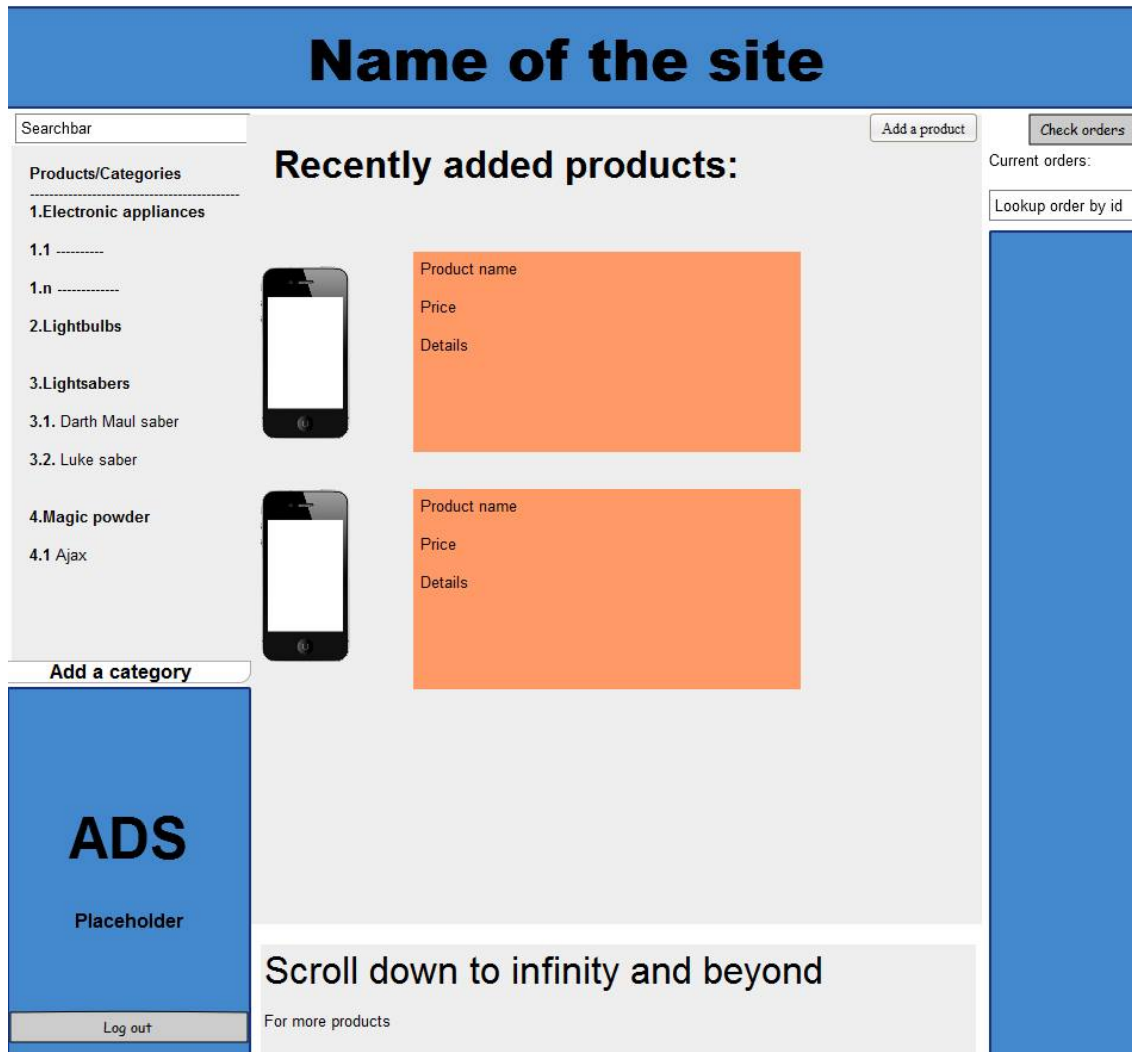 Name of the site
Searchbar
Products/Categories
--------------------------------------------
1.Electronic appliances
1.1 ----------
1.n -------------
2.Lightbulbs
3.Lightsabers
3.1. Darth Maul saber
3.2. Luke saber
4.Magic powder
4.1 Ajax
Add a category
ADS
Placeholder
Log out
Add a product
Recently added products:
Product name
Price
Details
Product name
Price
Details
Scroll down to infinity and beyond
For more products
Check orders
Current orders:
Lookup order by id